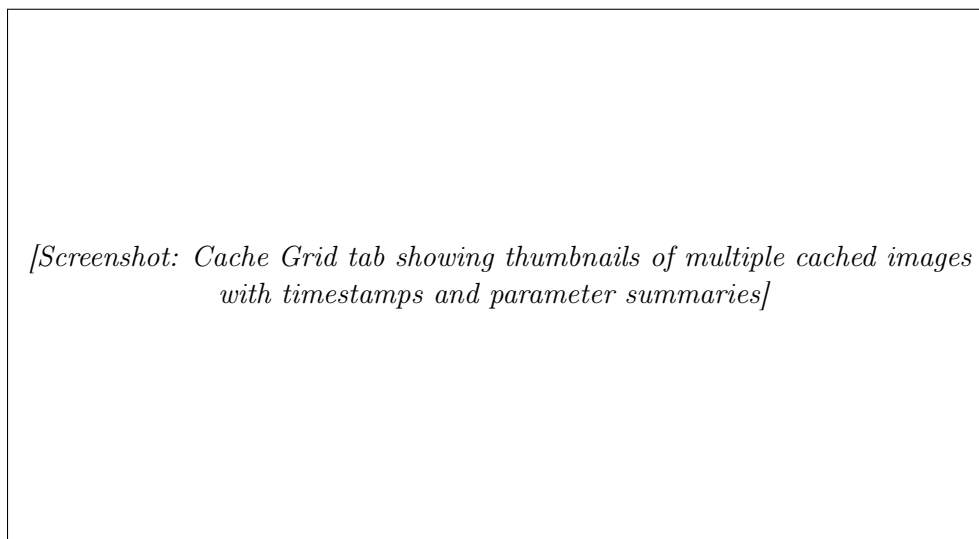 [Screenshot: Cache Grid tab showing thumbnails of multiple cached images
with timestamps and parameter summaries]